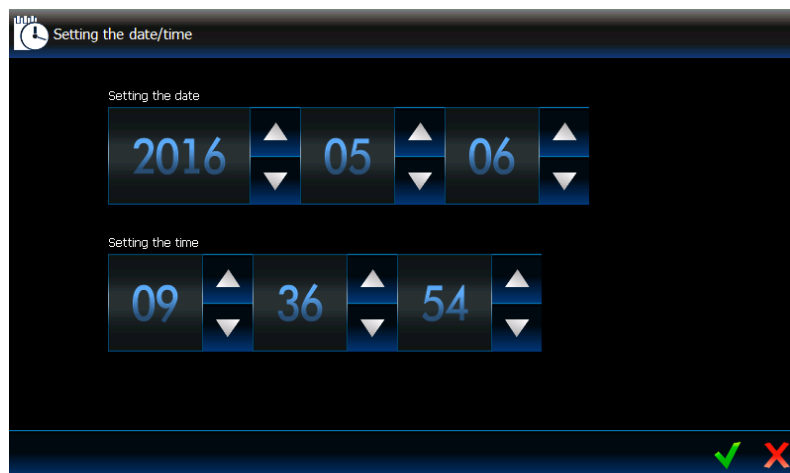 Setting the date/time
Setting the date
2016 05 06
Setting the time
09 36 54